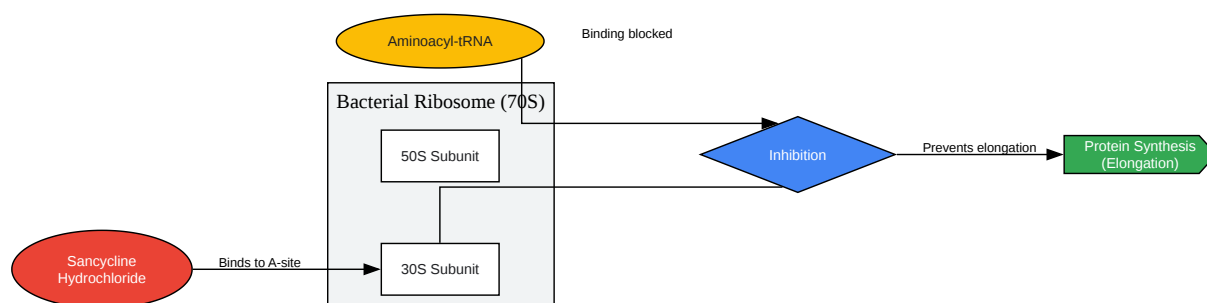 Aminoacyl-tRNA
Binding blocked
Bacterial Ribosome (70S)
50S Subunit
Inhibition
Prevents elongation
Protein Synthesis
(Elongation)
Sancycline
Hydrochloride
Binds to A-site
30S Subunit